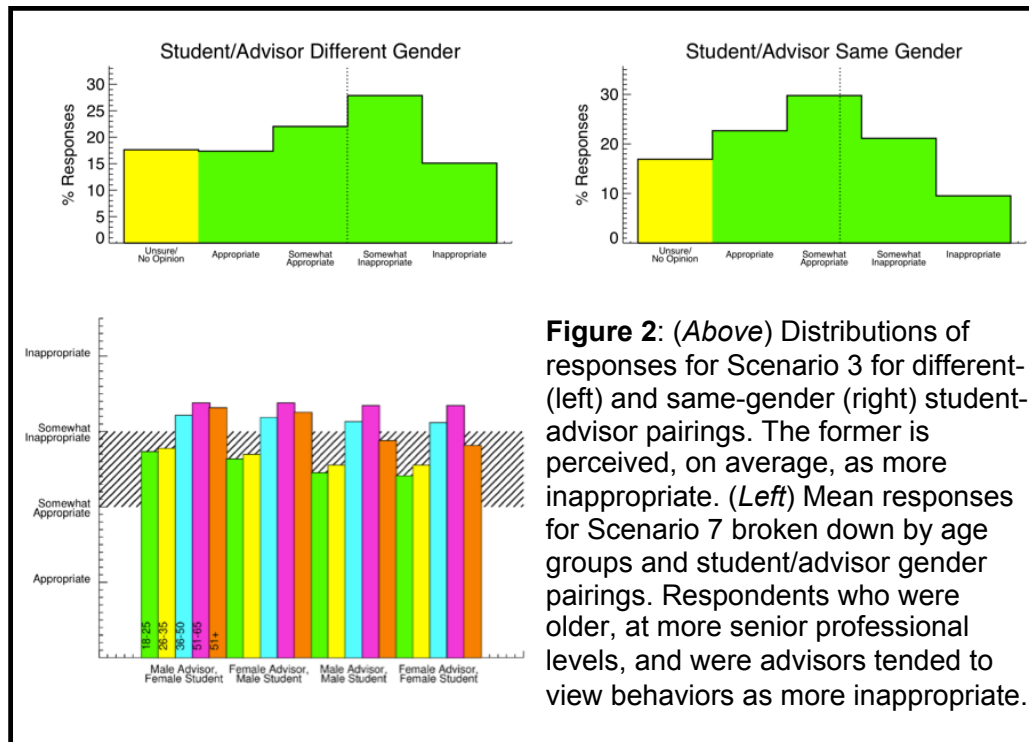 Student/Advisor Different Gender
% Responses
30
25
20
15
10
5
0
Unsure/
No Opinion
Appropriate
Somewhat
Appropriate
Somewhat
Inappropriate
Inappropriate
Student/Advisor Same Gender
% Responses
30
20
10
0
Unsure/
No Opinion
Appropriate
Somewhat
Appropriate
Somewhat
Inappropriate
Inappropriate
Inappropriate
Somewhat
Inappropriate
Somewhat
Appropriate
Appropriate
18-25
26-35
36-50
51-65
51+
Male Advisor,
Female Student
Female Advisor,
Male Student
Male Advisor,
Male Student
Female Advisor,
Female Student
Figure 2: (Above) Distributions of
responses for Scenario 3 for different-
(left) and same-gender (right) student-
advisor pairings. The former is
perceived, on average, as more
inappropriate. (Left) Mean responses
for Scenario 7 broken down by age
groups and student/advisor gender
pairings. Respondents who were
older, at more senior professional
levels, and were advisors tended to
view behaviors as more inappropriate.